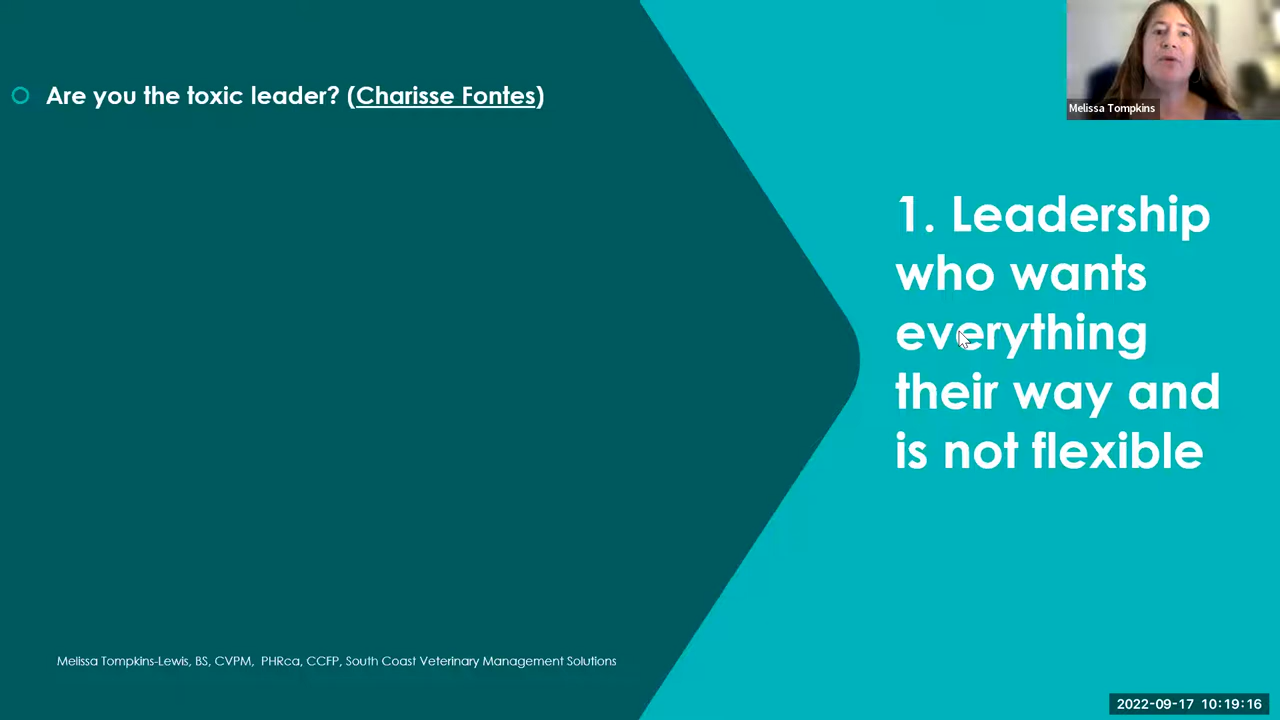 Are you the toxic leader? (Charisse Fontes)
Melissa Tompkins
1. Leadership
who wants
everything
their way and
is not flexible
Melissa Tompkins-Lewis, BS, CVPM,  PHRca, CCFP, South Coast Veterinary Management Solutions
2022-09-17 10:19:16